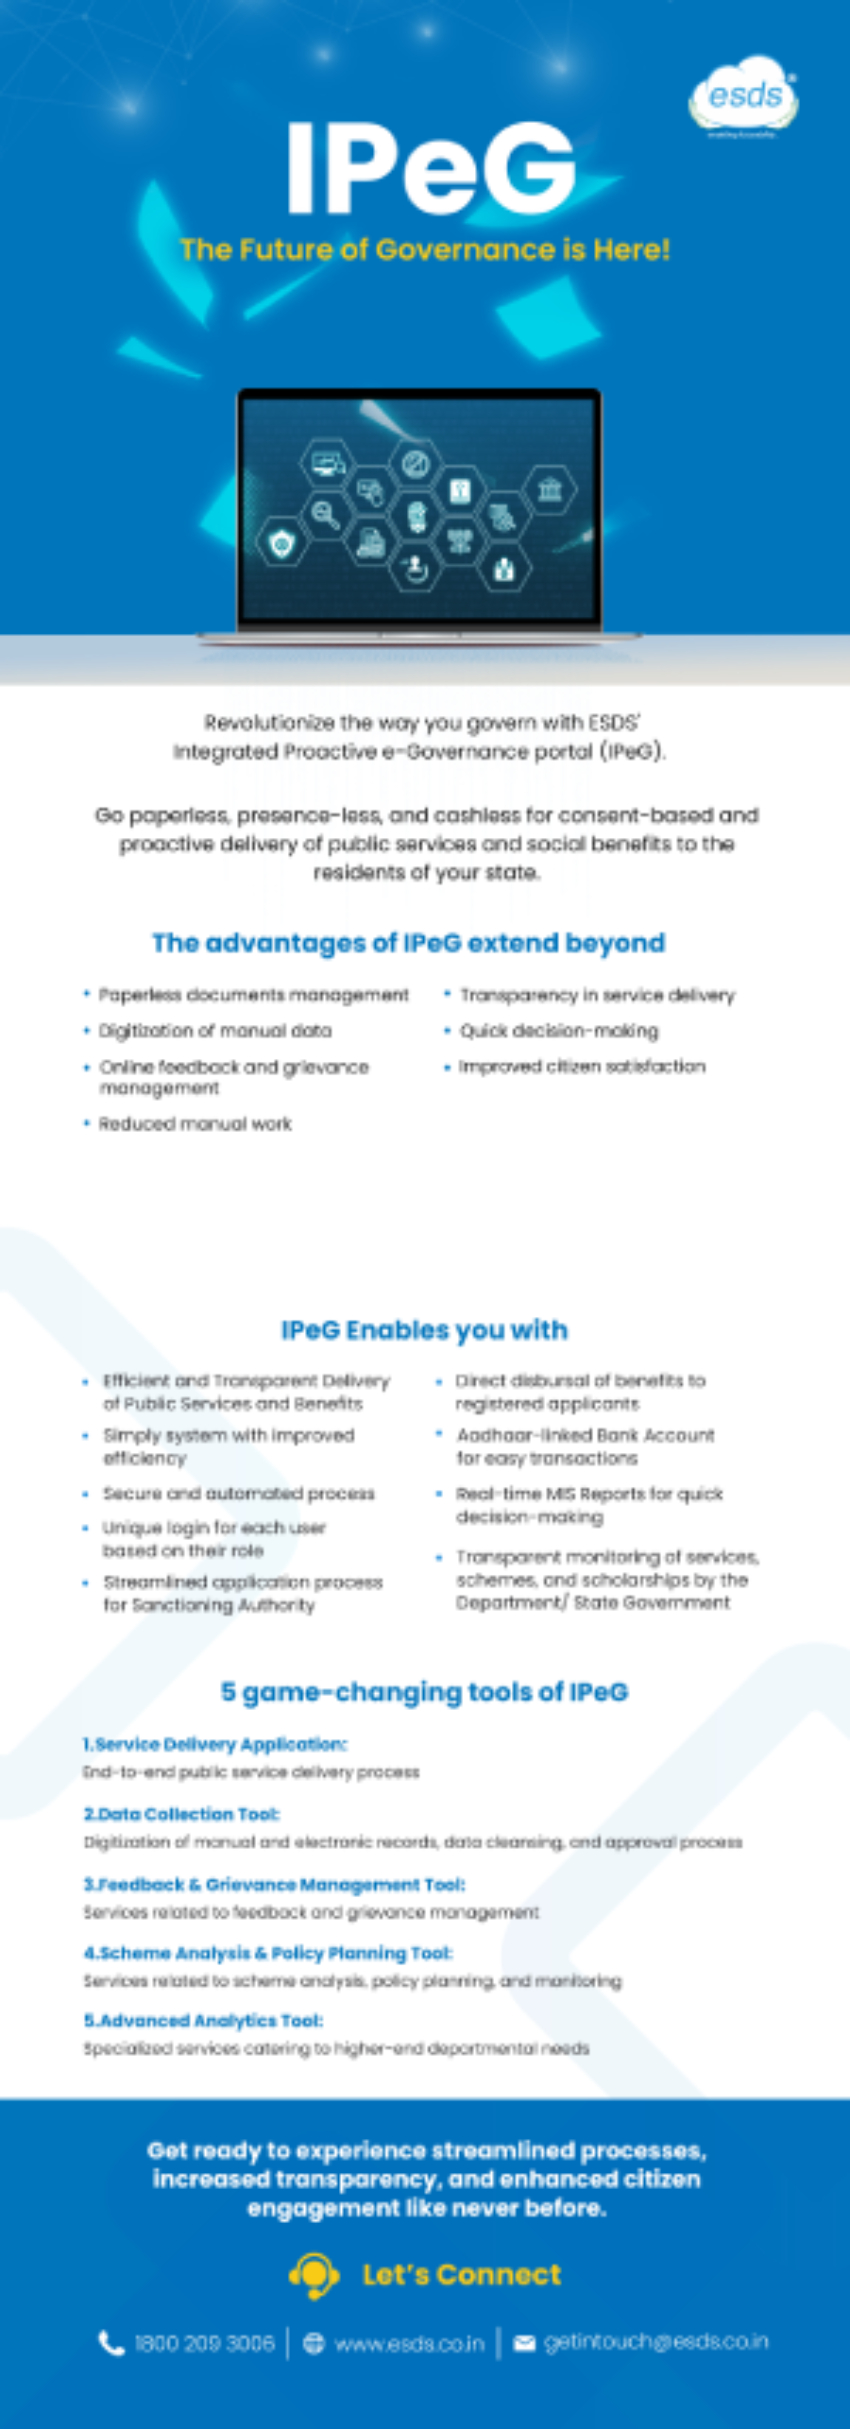 esds
IPeG
The Future of Governance is Here!
Revolutionize the way you govern with ESDS'
Integrated Proactive e-Governance portal (IPeG).
Go paperless, presence-less, and cashless for consent-based and
proactive delivery of public services and social benefits to the
residents of your state.
The advantages of IPeG extend beyond
• Paperless documents management
• Digitization of manual data
• Online feedback and grievance
management
• Reduced manual work
• Transparency in service delivery
• Quick decision-making
• Improved citizen satisfaction
IPeG Enables you with
• Efficient and Transparent Delivery
of Public Services and Benefits
• Simply system with improved
efficiency
• Secure and automated process
• Unique login for each user
based on their role
• Streamlined application process
for Sanctioning Authority
• Direct disbursal of benefits to
registered applicants
• Aadhaar-linked Bank Account
for easy transactions
• Real-time MIS Reports for quick
decision-making
• Transparent monitoring of services,
schemes, and scholarships by the
Department/ State Government
5 game-changing tools of IPeG
1.Service Delivery Application:
End-to-end public service delivery process
2.Data Collection Tool:
Digitization of manual and electronic records, data cleansing, and approval process
3.Feedback & Grievance Management Tool:
Services related to feedback and grievance management
4.Scheme Analysis & Policy Planning Tool:
Services related to scheme analysis, policy planning, and monitoring
5.Advanced Analytics Tool:
Specialized services catering to higher-end departmental needs
Get ready to experience streamlined processes,
increased transparency, and enhanced citizen
engagement like never before.
Let's Connect
1800 209 3006 | www.esds.co.in | getintouch@esds.co.in